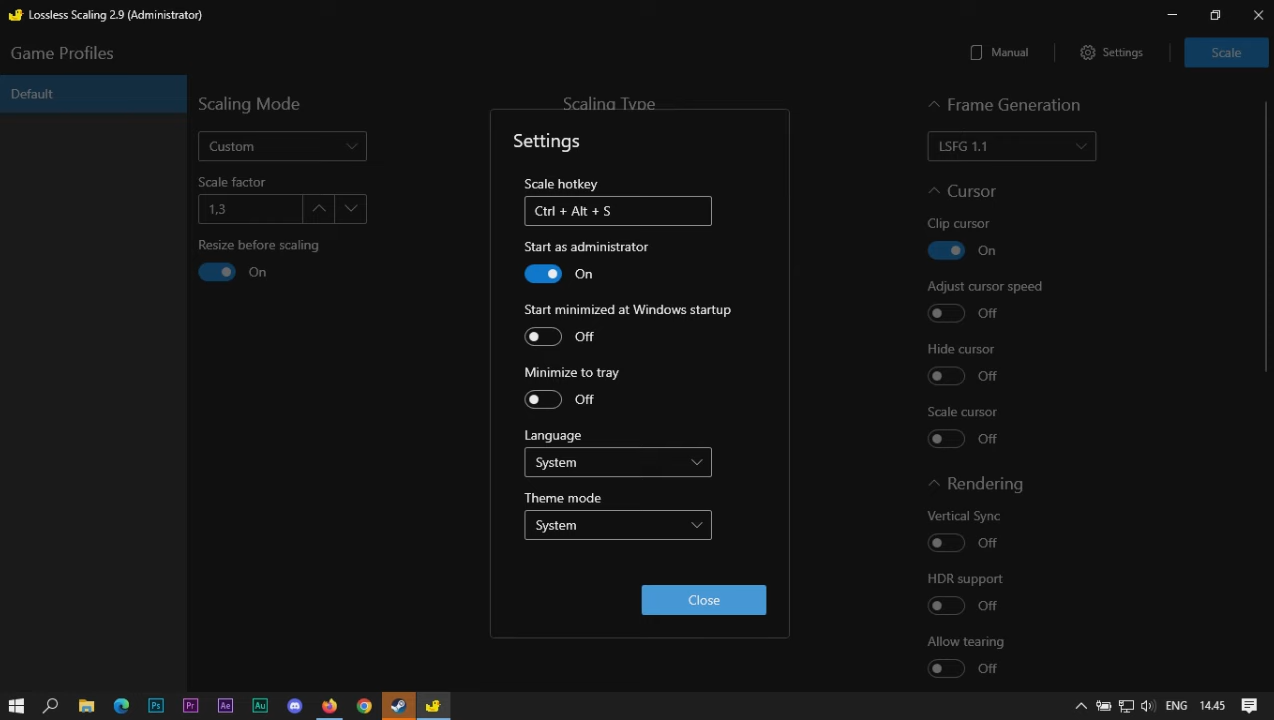 Lossless Scaling 2.9 (Administrator)
Game Profiles
Manual
Settings
Scale
Default
Scaling Mode
Custom
Scale factor
1,3
Resize before scaling
On
Scaling Type
Settings
Scale hotkey
Ctrl + Alt + S
Start as administrator
On
Start minimized at Windows startup
Off
Minimize to tray
Off
Language
System
Theme mode
System
Close
Frame Generation
LSFG 1.1
Cursor
Clip cursor
On
Adjust cursor speed
Off
Hide cursor
Off
Scale cursor
Off
Rendering
Vertical Sync
Off
HDR support
Off
Allow tearing
Off
Ps
Pr
Ae
Au
ENG
14.45